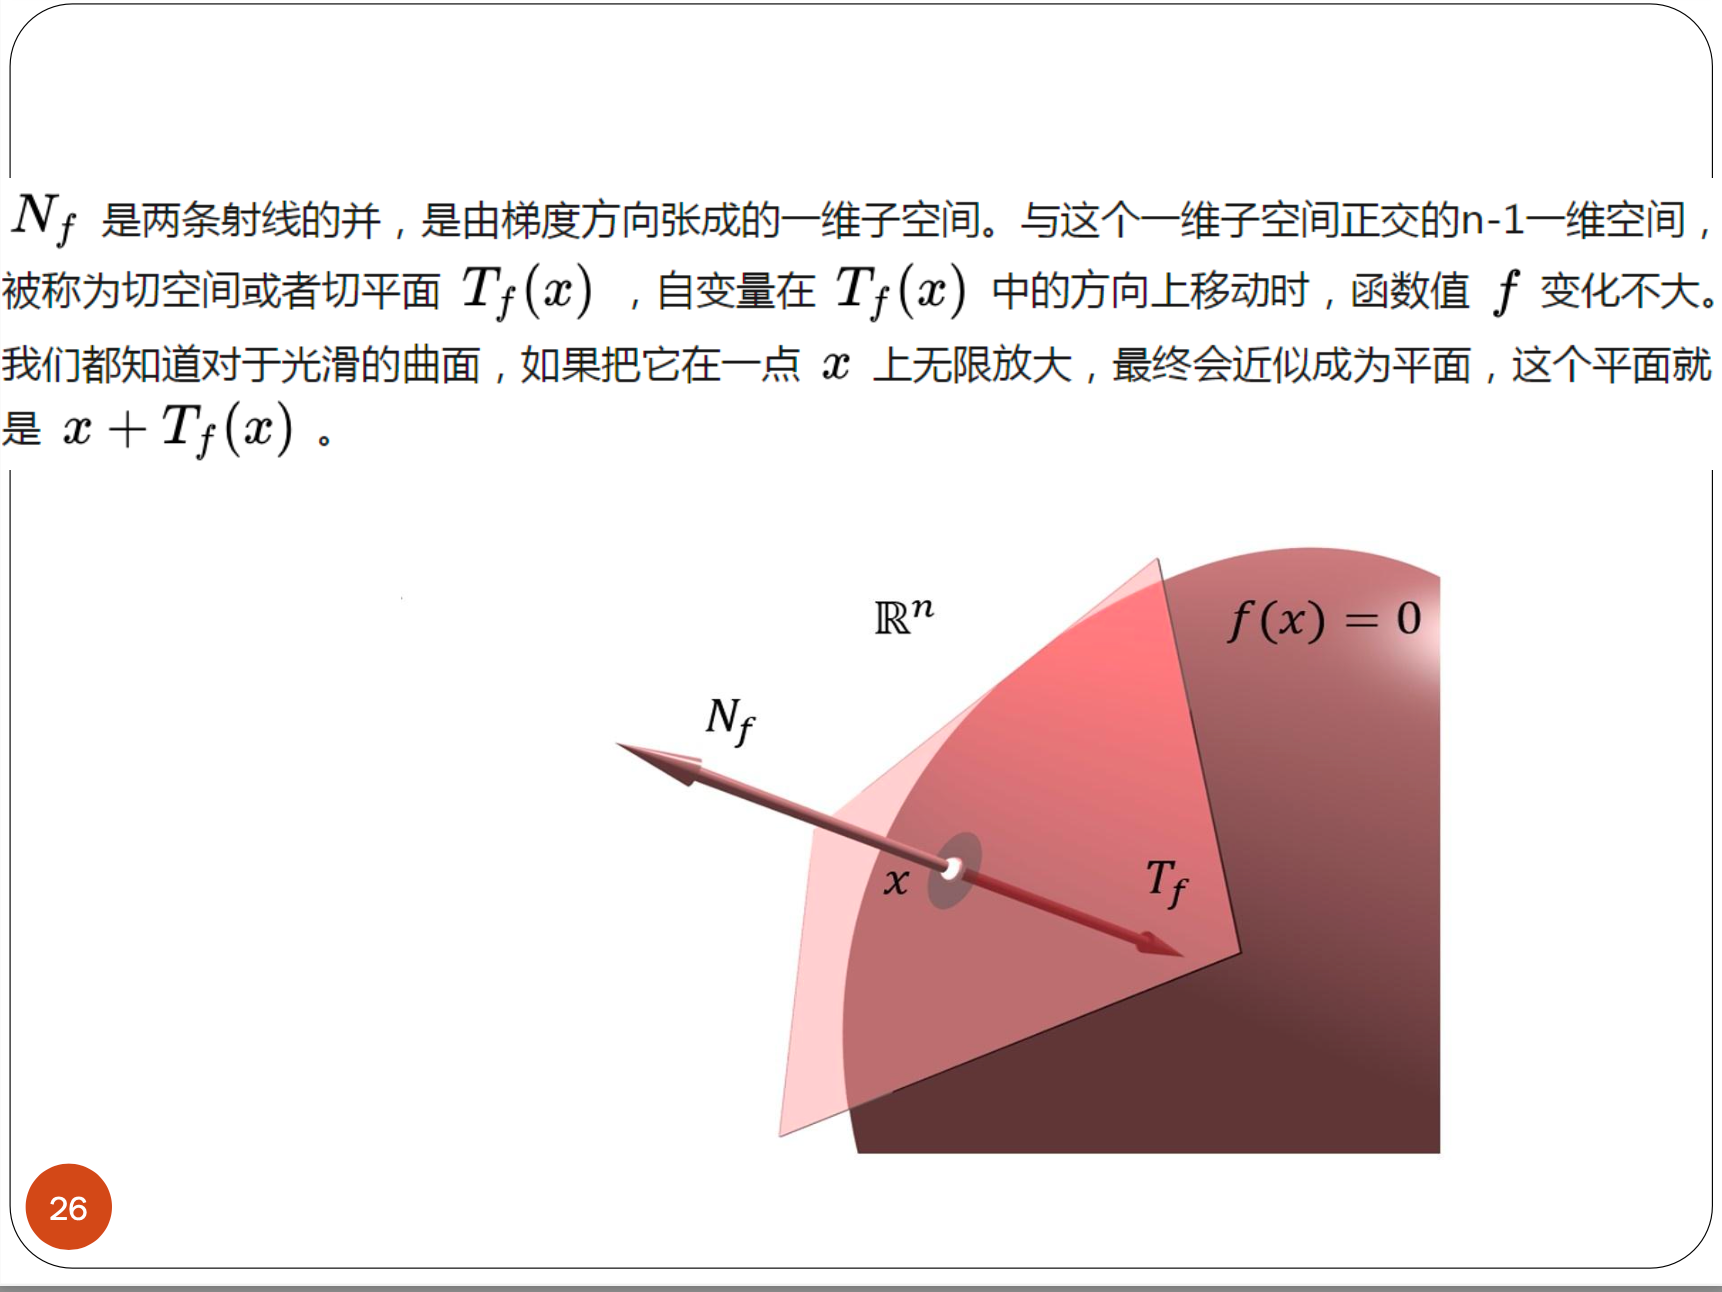 N_f 是两条射线的并，是由梯度方向张成的一维子空间。与这个一维子空间正交的n-1一维空间，
被称为切空间或者切平面 T_f(x) ，自变量在 T_f(x) 中的方向上移动时，函数值 f 变化不大。
我们都知道对于光滑的曲面，如果把它在一点 x 上无限放大，最终会近似成为平面，这个平面就
是 x + T_f(x) 。
ℝ^n
f(x) = 0
N_f
x
T_f
26